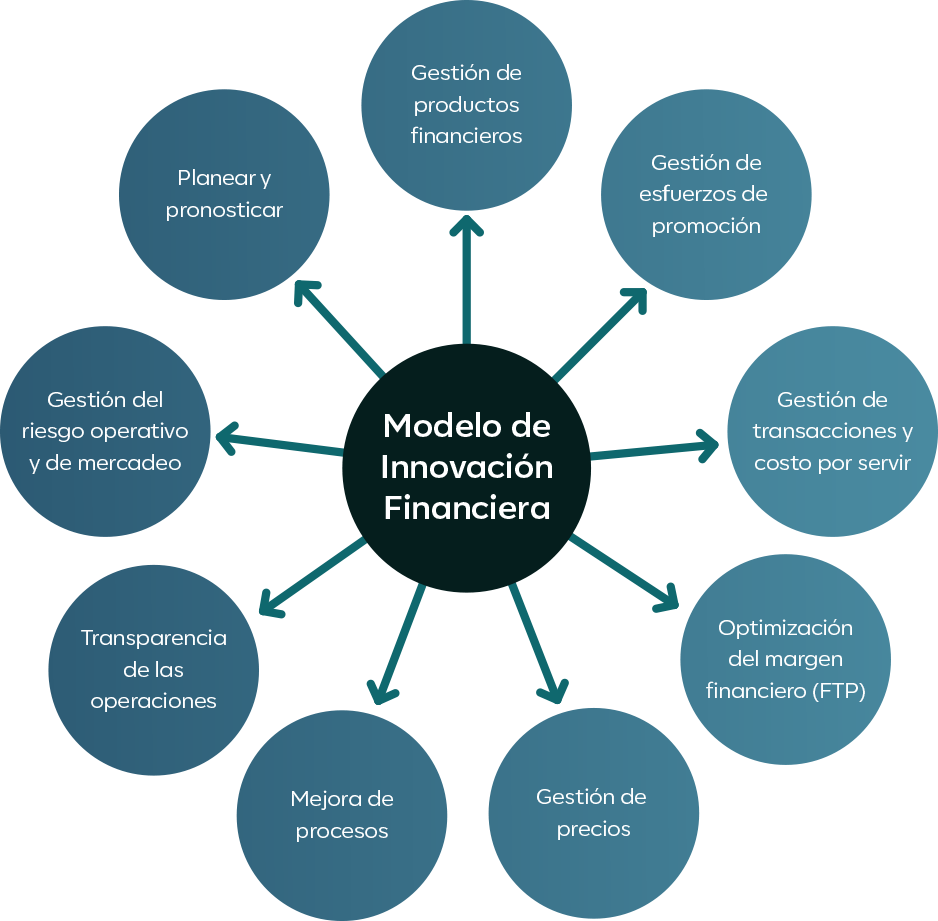 Gestión de
productos
financieros
Gestión de
esfuerzos de
promoción
Gestión de
transacciones y
costo por servir
Optimización
del margen
financiero (FTP)
Gestión de
precios
Mejora de
procesos
Transparencia
de las
operaciones
Gestión del
riesgo operativo
y de mercadeo
Planear y
pronosticar
Modelo de
Innovación
Financiera